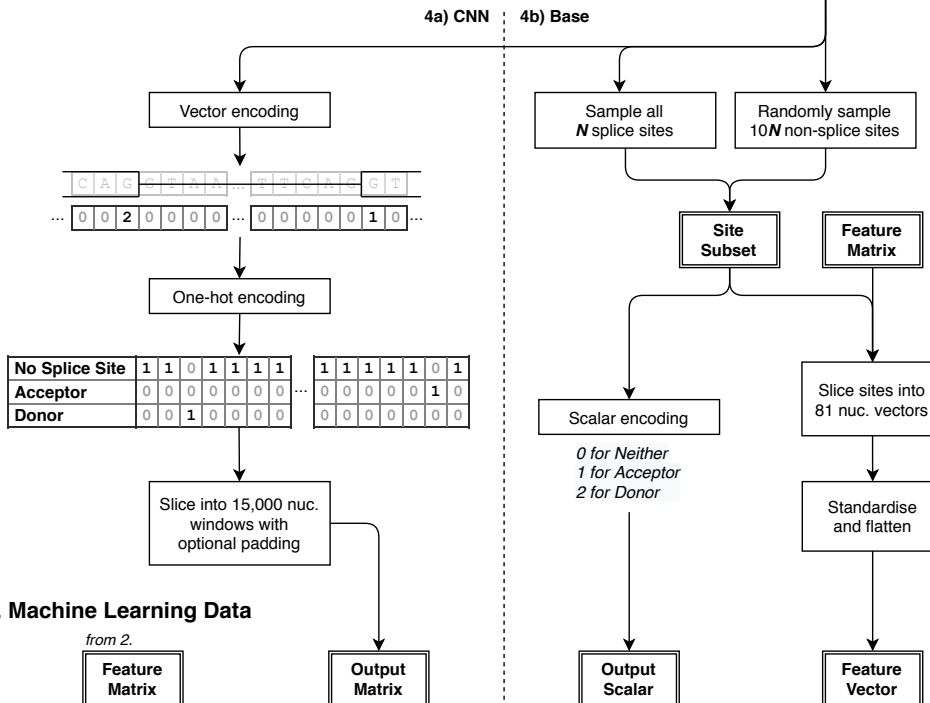 4a) CNN
4b) Base
Vector encoding
Sample all
N splice sites
Randomly sample
10N non-splice sites
C A G G T A A ... T T C A G G T
... 0 0 2 0 0 0 0 ... 0 0 0 0 0 1 0 ...
Site
Subset
Feature
Matrix
One-hot encoding
No Splice Site 1 1 0 1 1 1 1 1 1 1 1 1 0 1
Acceptor 0 0 0 0 0 0 0 ... 0 0 0 0 0 1 0
Donor 0 0 1 0 0 0 0 0 0 0 0 0 0 0
Scalar encoding
0 for Neither
1 for Acceptor
2 for Donor
Slice sites into
81 nuc. vectors
Slice into 15,000 nuc.
windows with
optional padding
Standardise
and flatten
. Machine Learning Data
from 2.
Feature
Matrix
Output
Matrix
Output
Scalar
Feature
Vector